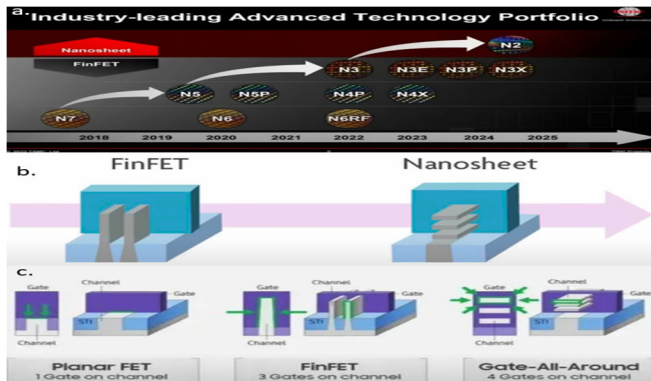 a. Industry-leading Advanced Technology Portfolio
Nanosheet
FinFET
N2
N3 N3E N3P N3X
N5 N5P N4P N4X
N7 N6 N6RF
2018 2019 2020 2021 2022 2023 2024 2025
b. FinFET Nanosheet
c.
Gate Channel Gate Channel Gate Channel
Gate Gate Gate
Channel STI STI STI
Planar FET FinFET Gate-All-Around
1 Gate on channel 3 Gates on channel 4 Gates on channel